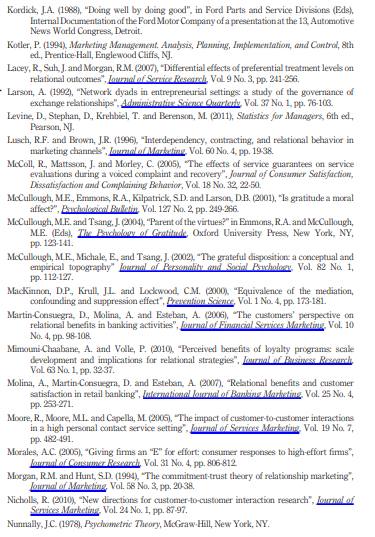 Kordick, J.A. (1988), "Doing well by doing good", in Ford Parts and Service Divisions (Eds),
Internal Documentation of the Ford Motor Company of a presentation at the 13, Automotive
News World Congress, Detroit.
Kotler, P. (1994), Marketing Management. Analysis, Planning, Implementation, and Control, 8th
ed., Prentice-Hall, Englewood Cliffs, NJ.
Lacey, R., Suh, J. and Morgan, R.M. (2007), "Differential effects of preferential treatment levels on
relational outcomes", Journal of Service Research, Vol. 9 No. 3, pp. 241-256.
Larson, A. (1992), "Network dyads in entrepreneurial settings: a study of the governance of
exchange relationships", Administrative Science Quarterly, Vol. 37 No. 1, pp. 76-103.
Levine, D., Stephan, D., Krehbiel, T. and Berenson, M. (2011), Statistics for Managers, 6th ed.,
Pearson, NJ.
Lusch, R.F. and Brown, J.R. (1996), "Interdependency, contracting, and relational behavior in
marketing channels", Journal of Marketing, Vol. 60 No. 4, pp. 19-38.
McColl, R., Mattsson, J. and Morley, C. (2005), "The effects of service guarantees on service
evaluations during a voiced complaint and recovery", Journal of Consumer Satisfaction,
Dissatisfaction and Complaining Behavior, Vol. 18 No. 32, 22-50.
McCullough, M.E., Emmons, R.A., Kilpatrick, S.D. and Larson, D.B. (2001), "Is gratitude a moral
affect?", Psychological Bulletin, Vol. 127 No. 2, pp. 249-266.
McCullough, M.E. and Tsang, J. (2004), "Parent of the virtues?" in Emmons, R.A. and McCullough,
M.E. (Eds), The Psychology of Gratitude, Oxford University Press, New York, NY,
pp. 123-141.
McCullough, M.E., Michale, E., and Tsang, J. (2002), "The grateful disposition: a conceptual and
empirical topography" Journal of Personality and Social Psychology, Vol. 82 No. 1,
pp. 112-127.
MacKinnon, D.P., Krull, J.L. and Lockwood, C.M. (2000), "Equivalence of the mediation,
confounding and suppression effect", Prevention Science, Vol. 1 No. 4, pp. 173-181.
Martin-Consuegra, D., Molina, A. and Esteban, A. (2006), "The customers' perspective on
relational benefits in banking activities", Journal of Financial Services Marketing, Vol. 10
No. 4, pp. 98-108.
Mimouni-Chaabane, A. and Volle, P. (2010), "Perceived benefits of loyalty programs: scale
development and implications for relational strategies", Journal of Business Research,
Vol. 63 No. 1, pp. 32-37.
Molina, A., Martin-Consuegra, D. and Esteban, A. (2007), "Relational benefits and customer
satisfaction in retail banking", International Journal of Banking Marketing, Vol. 25 No. 4,
pp. 253-271.
Moore, R., Moore, M.L. and Capella, M. (2005), "The impact of customer-to-customer interactions
in a high personal contact service setting", Journal of Services Marketing, Vol. 19 No. 7,
pp. 482-491.
Morales, A.C. (2005), "Giving firms an "E" for effort: consumer responses to high-effort firms",
Journal of Consumer Research, Vol. 31 No. 4, pp. 806-812.
Morgan, R.M. and Hunt, S.D. (1994), "The commitment-trust theory of relationship marketing",
Journal of Marketing, Vol. 58 No. 3, pp. 20-38.
Nicholls, R. (2010), "New directions for customer-to-customer interaction research", Journal of
Services Marketing, Vol. 24 No. 1, pp. 87-97.
Nunnally, J.C. (1978), Psychometric Theory, McGraw-Hill, New York, NY.